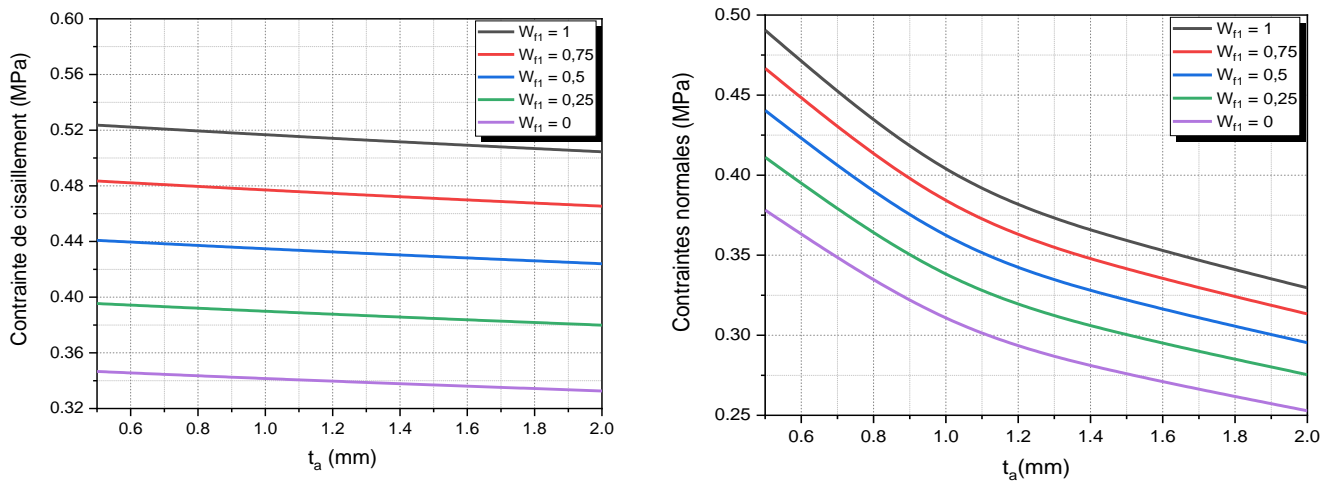 Contrainte de cisaillement (MPa)
0.60
0.56
0.52
0.48
0.44
0.40
0.36
0.32
W_f1 = 1
W_f1 = 0,75
W_f1 = 0,5
W_f1 = 0,25
W_f1 = 0
0.6 0.8 1.0 1.2 1.4 1.6 1.8 2.0
t_a (mm)
Contraintes normales (MPa)
0.50
0.45
0.40
0.35
0.30
0.25
W_f1 = 1
W_f1 = 0,75
W_f1 = 0,5
W_f1 = 0,25
W_f1 = 0
0.6 0.8 1.0 1.2 1.4 1.6 1.8 2.0
t_a(mm)